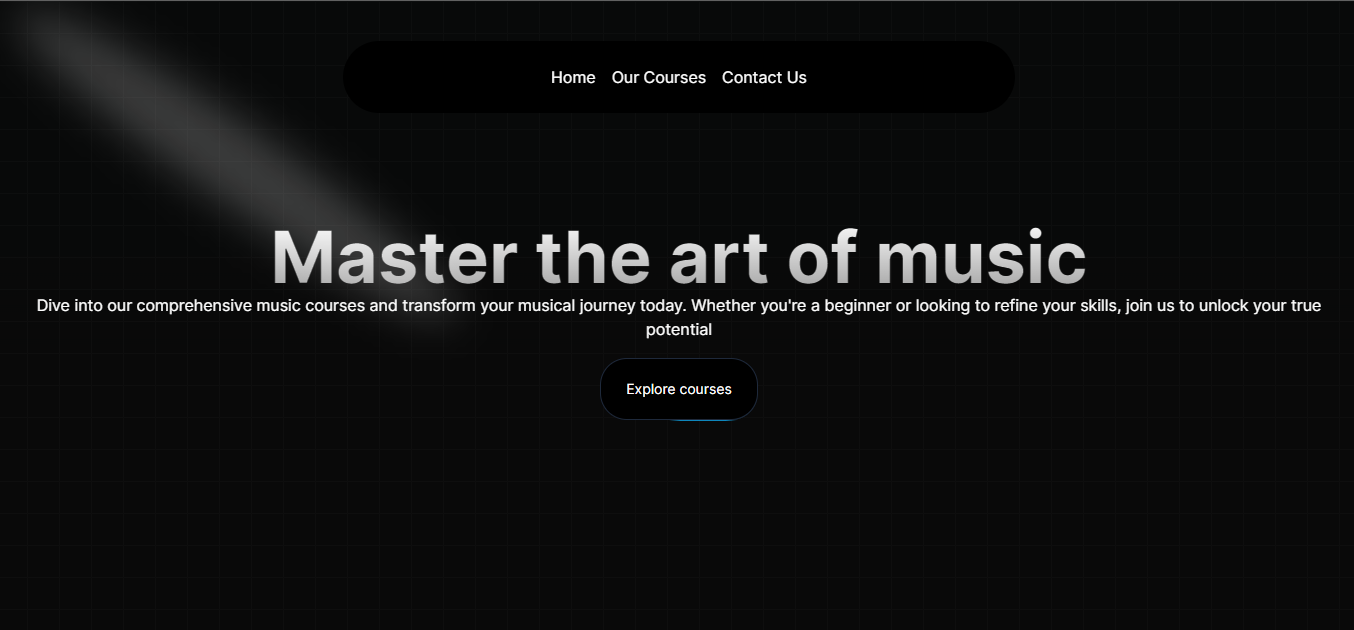 Home Our Courses Contact Us
Master the art of music
Dive into our comprehensive music courses and transform your musical journey today. Whether you're a beginner or looking to refine your skills, join us to unlock your true
potential
Explore courses